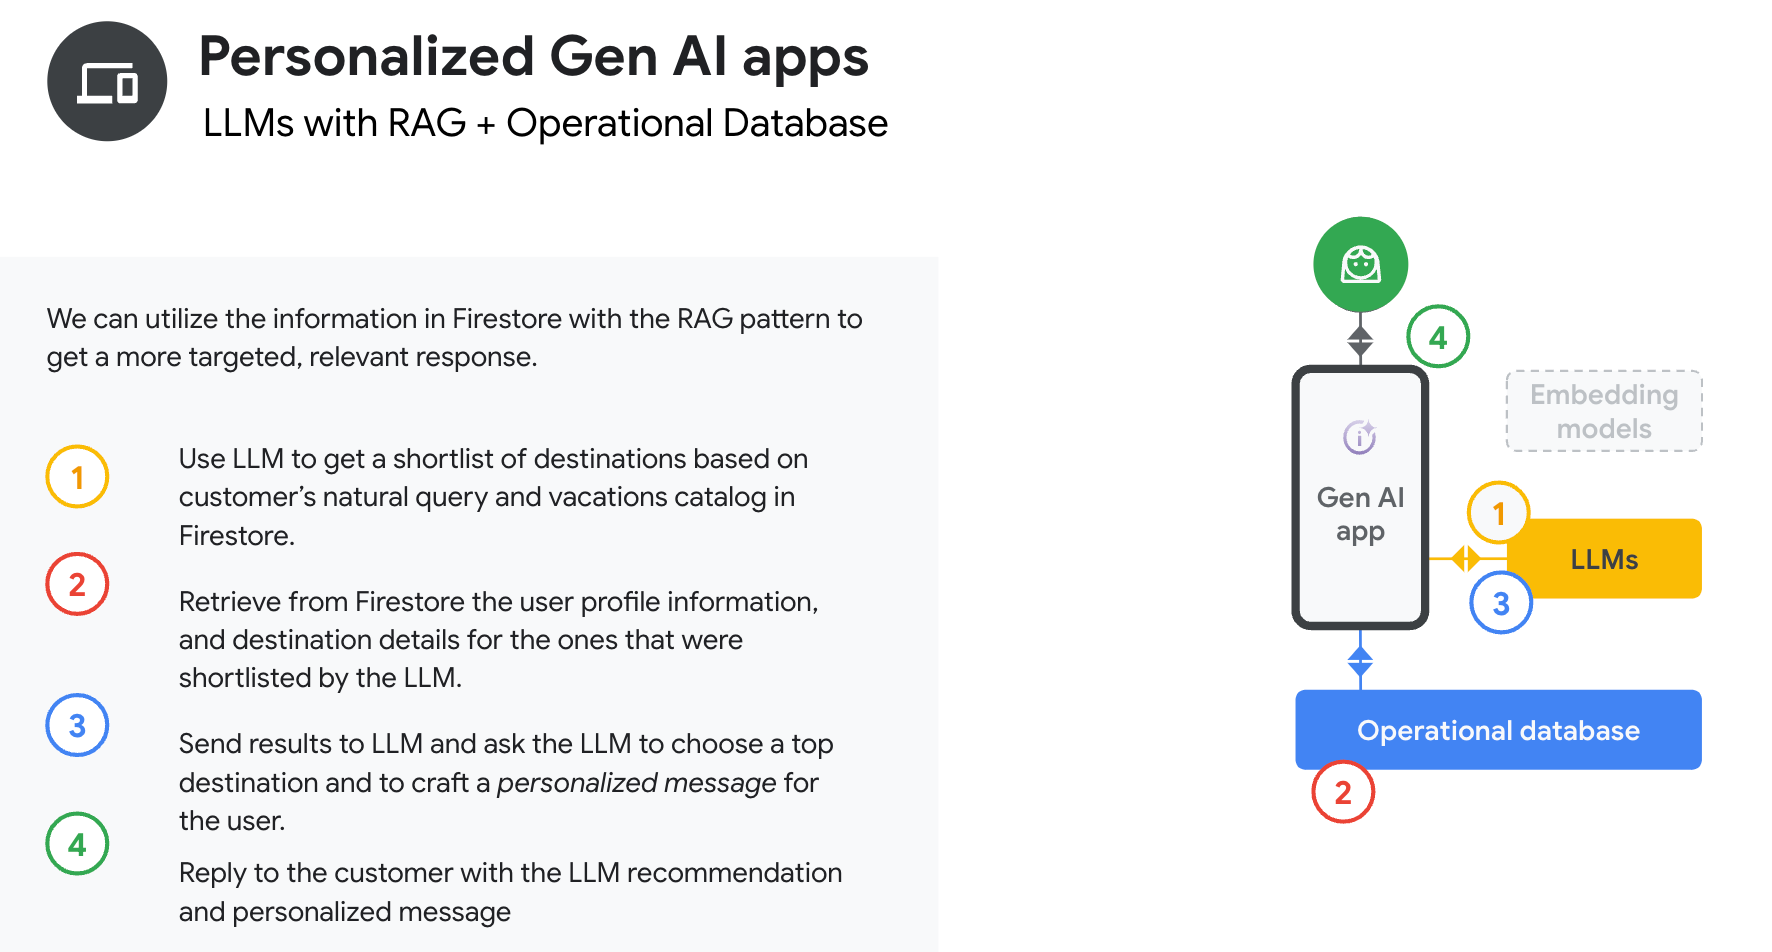 Personalized Gen AI apps
LLMs with RAG + Operational Database
We can utilize the information in Firestore with the RAG pattern to
get a more targeted, relevant response.
1
Use LLM to get a shortlist of destinations based on
customer’s natural query and vacations catalog in
Firestore.
2
Retrieve from Firestore the user profile information,
and destination details for the ones that were
shortlisted by the LLM.
3
Send results to LLM and ask the LLM to choose a top
destination and to craft a personalized message for
the user.
4
Reply to the customer with the LLM recommendation
and personalized message
4
Embedding
models
i
Gen AI
app
1
LLMs
3
Operational database
2